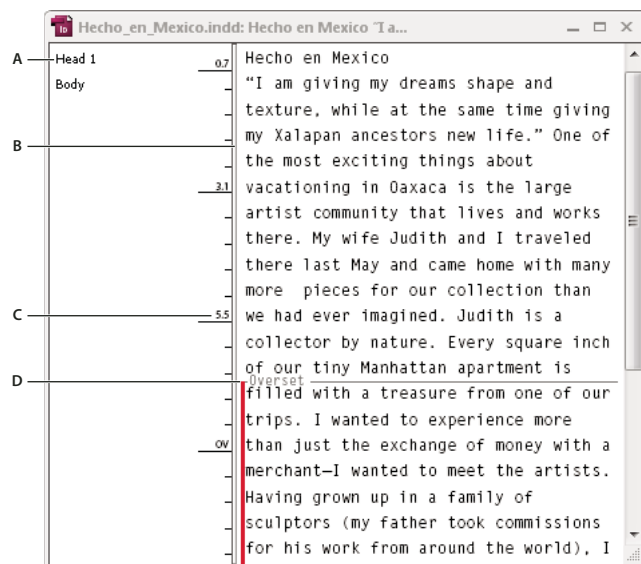 Hecho_en_Mexico.indd: Hecho en Mexico “I a...
A
Head 1
Body
B
C
D
0.7
3.1
5.5
OV
Hecho en Mexico
“I am giving my dreams shape and
texture, while at the same time giving
my Xalapan ancestors new life.” One of
the most exciting things about
vacationing in Oaxaca is the large
artist community that lives and works
there. My wife Judith and I traveled
there last May and came home with many
more  pieces for our collection than
we had ever imagined. Judith is a
collector by nature. Every square inch
of our tiny Manhattan apartment is
Overset
filled with a treasure from one of our
trips. I wanted to experience more
than just the exchange of money with a
merchant—I wanted to meet the artists.
Having grown up in a family of
sculptors (my father took commissions
for his work from around the world), I